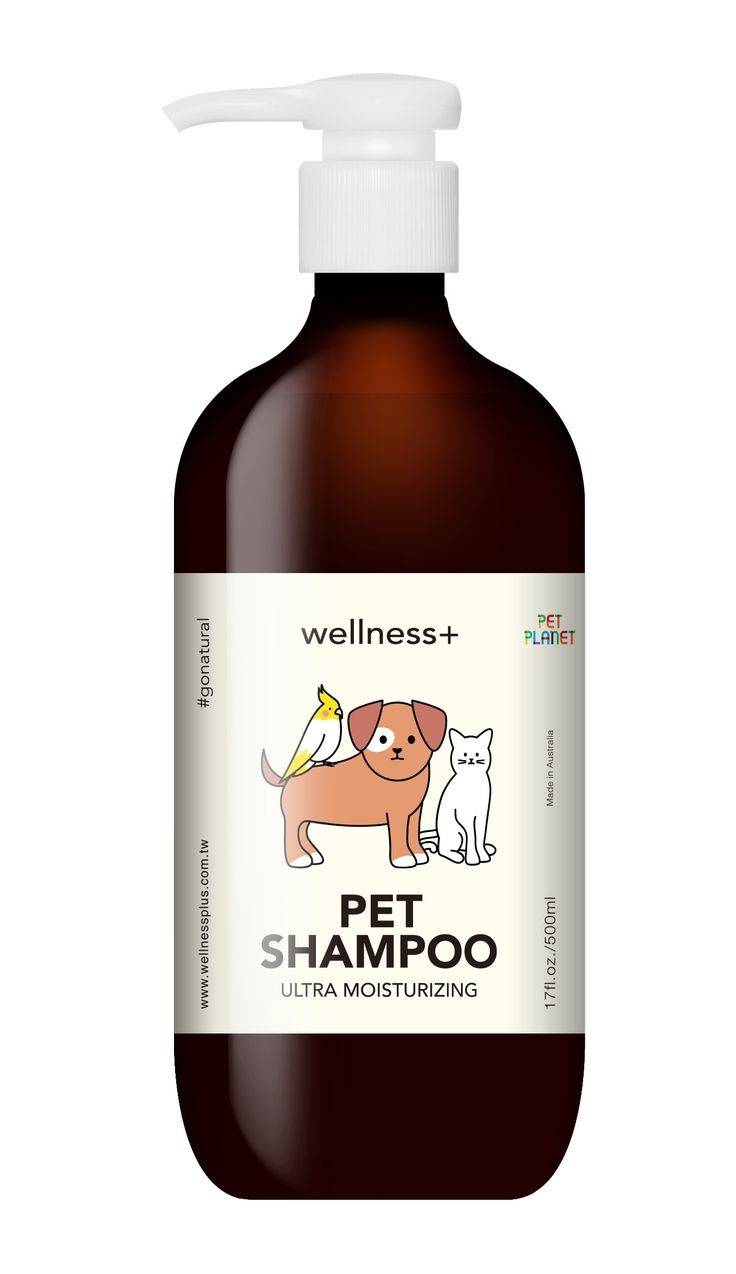 wellness+
PET
PLANET
#gonatural
www.wellnessplus.com.tw
Made in Australia
17fl.oz./500ml
PET
SHAMPOO
ULTRA MOISTURIZING